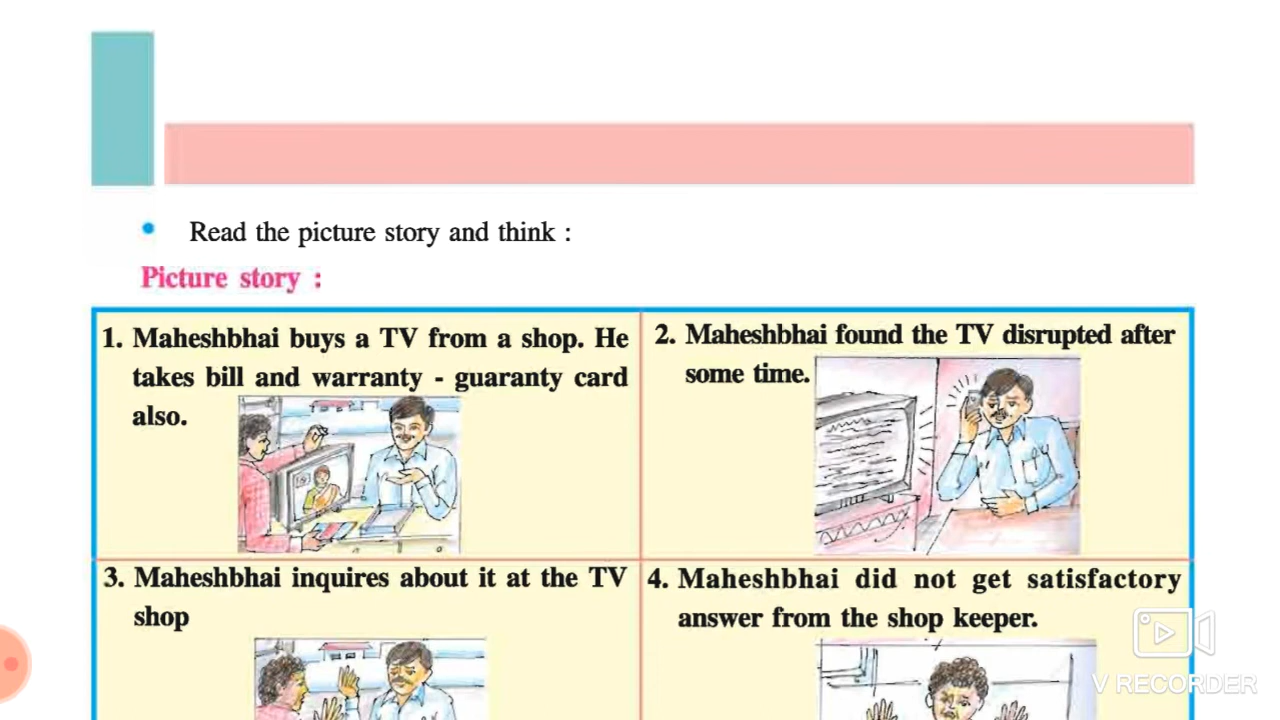 Read the picture story and think :
Picture story :
1. Maheshbhai buys a TV from a shop. He
takes bill and warranty - guaranty card
also.
2. Maheshbhai found the TV disrupted after
some time.
3. Maheshbhai inquires about it at the TV
shop
4. Maheshbhai did not get satisfactory
answer from the shop keeper.
V RECORDER